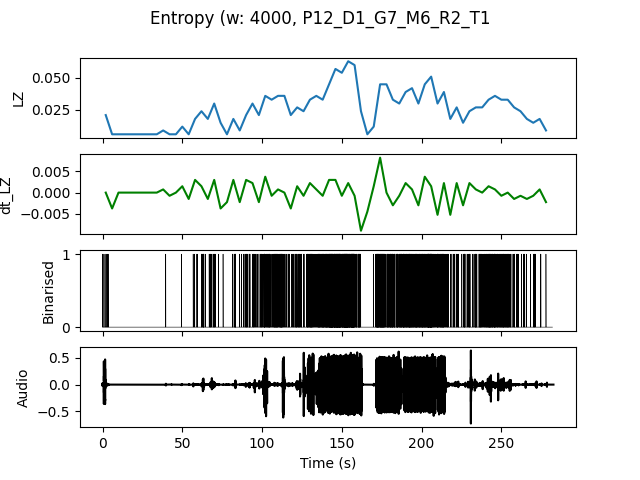 Entropy (w: 4000, P12_D1_G7_M6_R2_T1
LZ
0.050
0.025
dt_LZ
0.005
0.000
−0.005
Binarised
1
0
Audio
0.5
0.0
−0.5
0 50 100 150 200 250
Time (s)